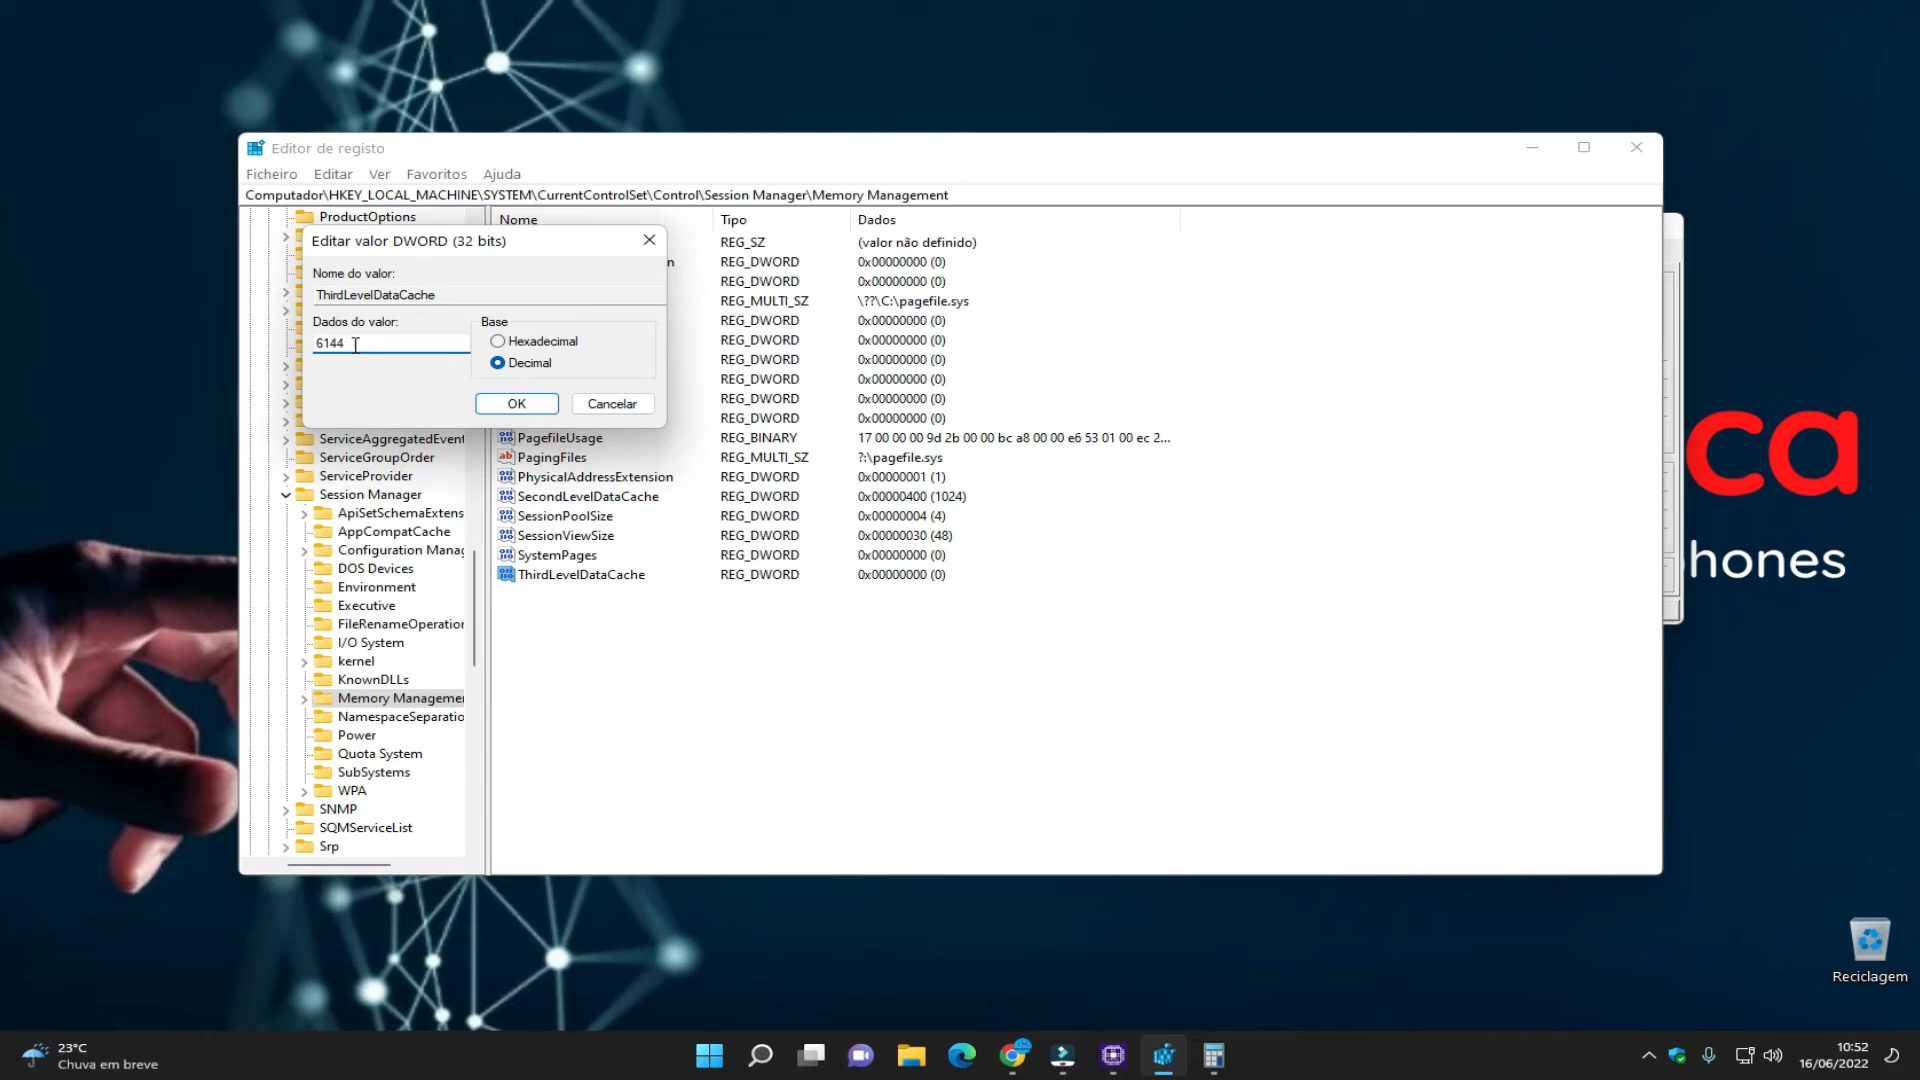 Editor de registo
Ficheiro Editar Ver Favoritos Ajuda
Computador\HKEY_LOCAL_MACHINE\SYSTEM\CurrentControlSet\Control\Session Manager\Memory Management
ProductOptions
Nome Tipo Dados
Editar valor DWORD (32 bits)
Nome do valor:
ThirdLevelDataCache
Dados do valor:
6144
Base
Hexadecimal
Decimal
OK Cancelar
REG_SZ (valor não definido)
n REG_DWORD 0x00000000 (0)
REG_DWORD 0x00000000 (0)
REG_MULTI_SZ \??\C:\pagefile.sys
REG_DWORD 0x00000000 (0)
REG_DWORD 0x00000000 (0)
REG_DWORD 0x00000000 (0)
REG_DWORD 0x00000000 (0)
REG_DWORD 0x00000000 (0)
REG_DWORD 0x00000000 (0)
PagefileUsage REG_BINARY 17 00 00 00 9d 2b 00 00 bc a8 00 00 e6 53 01 00 ec 2...
PagingFiles REG_MULTI_SZ ?:\pagefile.sys
PhysicalAddressExtension REG_DWORD 0x00000001 (1)
SecondLevelDataCache REG_DWORD 0x00000400 (1024)
SessionPoolSize REG_DWORD 0x00000004 (4)
SessionViewSize REG_DWORD 0x00000030 (48)
SystemPages REG_DWORD 0x00000000 (0)
ThirdLevelDataCache REG_DWORD 0x00000000 (0)
ServiceAggregatedEvent
ServiceGroupOrder
ServiceProvider
Session Manager
ApiSetSchemaExtens
AppCompatCache
Configuration Manag
DOS Devices
Environment
Executive
FileRenameOperation
I/O System
kernel
KnownDLLs
Memory Managemen
NamespaceSeparatio
Power
Quota System
SubSystems
WPA
SNMP
SQMServiceList
Srp
ca
hones
Reciclagem
23°C
Chuva em breve
10:52
16/06/2022